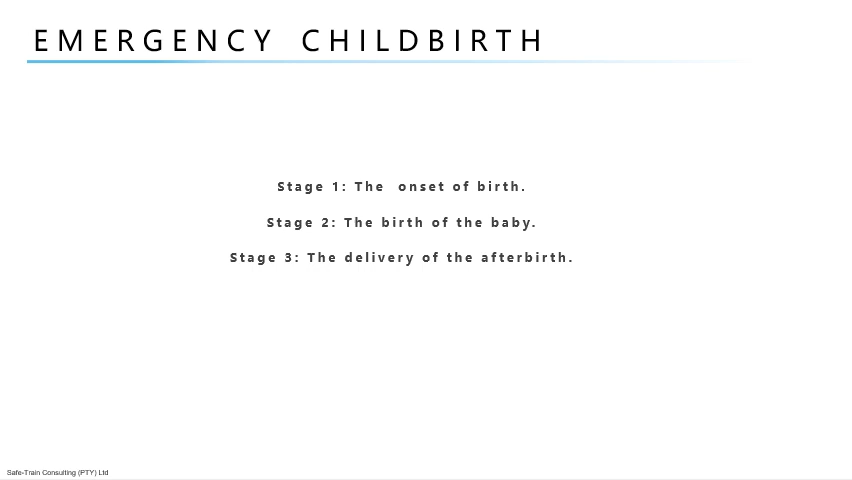 EMERGENCY CHILDBIRTH
Stage 1: The onset of birth.
Stage 2: The birth of the baby.
Stage 3: The delivery of the afterbirth.
Safe-Train Consulting (PTY) Ltd